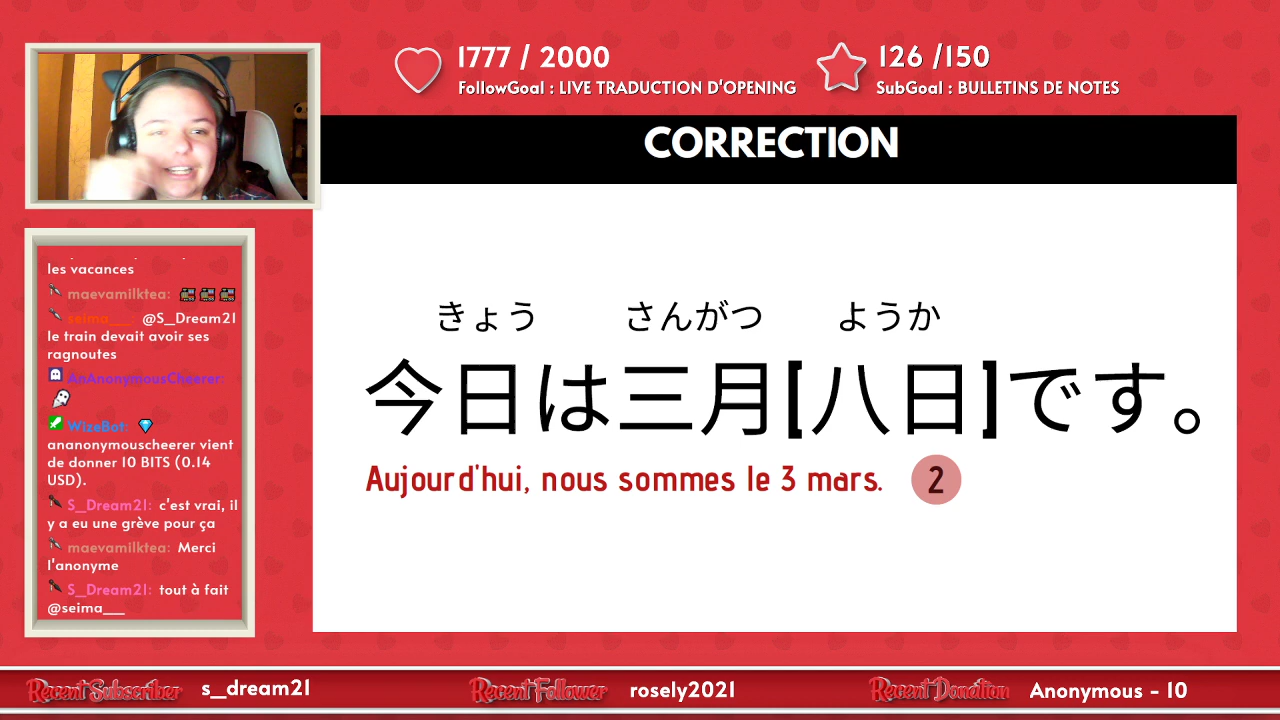 1777 / 2000
FollowGoal : LIVE TRADUCTION D'OPENING
126 /150
SubGoal : BULLETINS DE NOTES
CORRECTION
きょう さんがつ ようか
今日は三月[八日]です。
Aujourd'hui, nous sommes le 3 mars. 2
les vacances
maevamilktea:
seima___ @S_Dream21
le train devait avoir ses
ragnoutes
AnAnonymousCheerer:
WizeBot:
ananonymouscheerer vient
de donner 10 BITS (0.14
USD).
S_Dream21: c'est vrai, il
y a eu une grève pour ça
maevamilktea: Merci
l'anonyme
S_Dream21: tout à fait
@seima___
Recent Subscriber s_dream21
Recent Follower rosely2021
Recent Donation Anonymous - 10